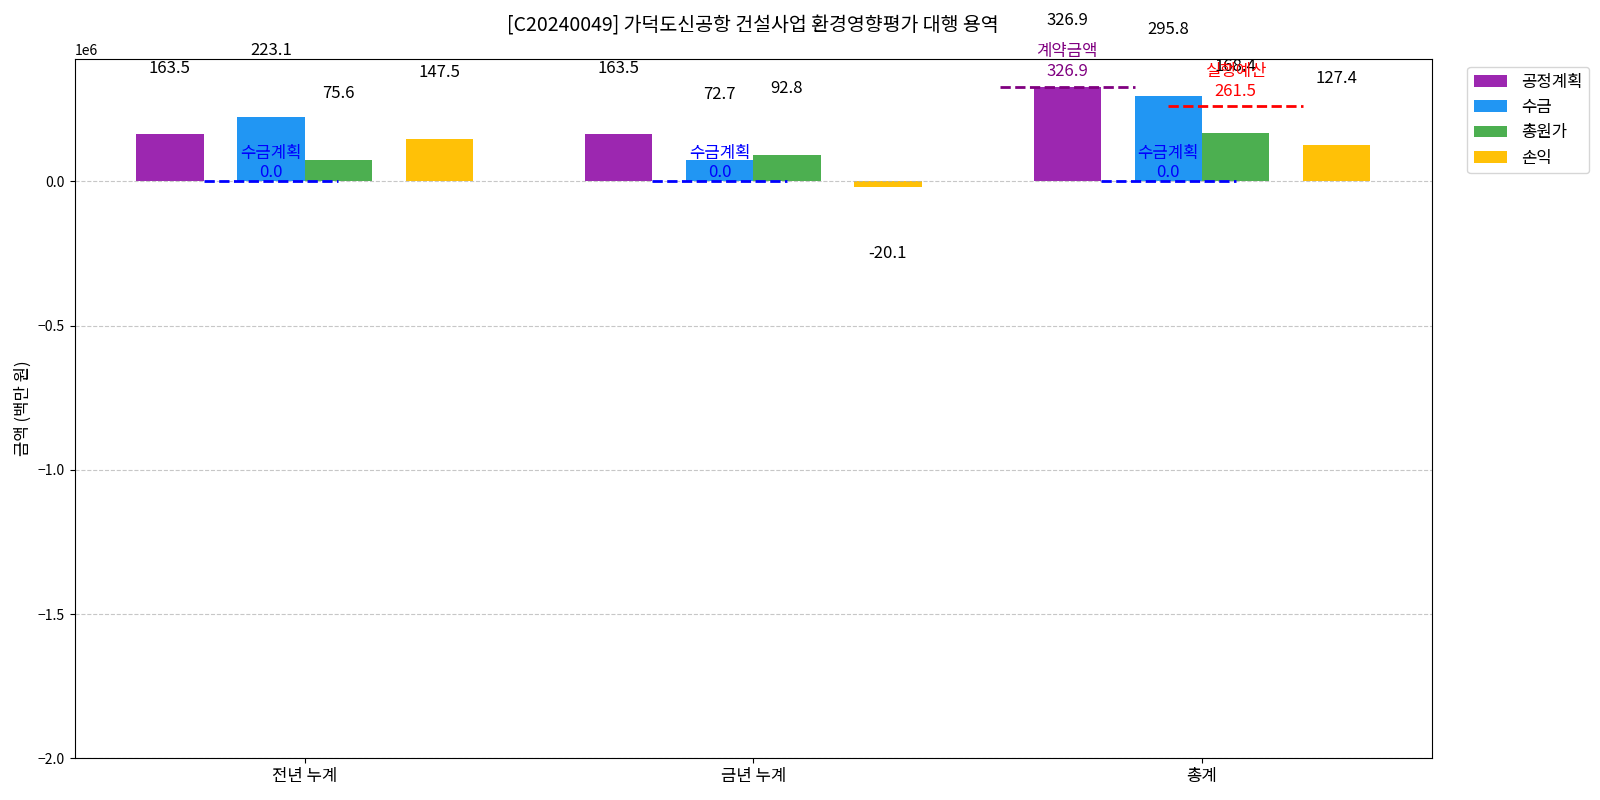 [C20240049] 가덕도신공항 건설사업 환경영향평가 대행 용역
1e6
163.5
223.1
75.6
147.5
163.5
72.7
92.8
-20.1
326.9
295.8
168.4
127.4
계약금액
326.9
실행예산
261.5
수금계획
0.0
수금계획
0.0
수금계획
0.0
공정계획
수금
총원가
손익
금액 (백만 원)
0.0
−0.5
−1.0
−1.5
−2.0
전년 누계
금년 누계
총계